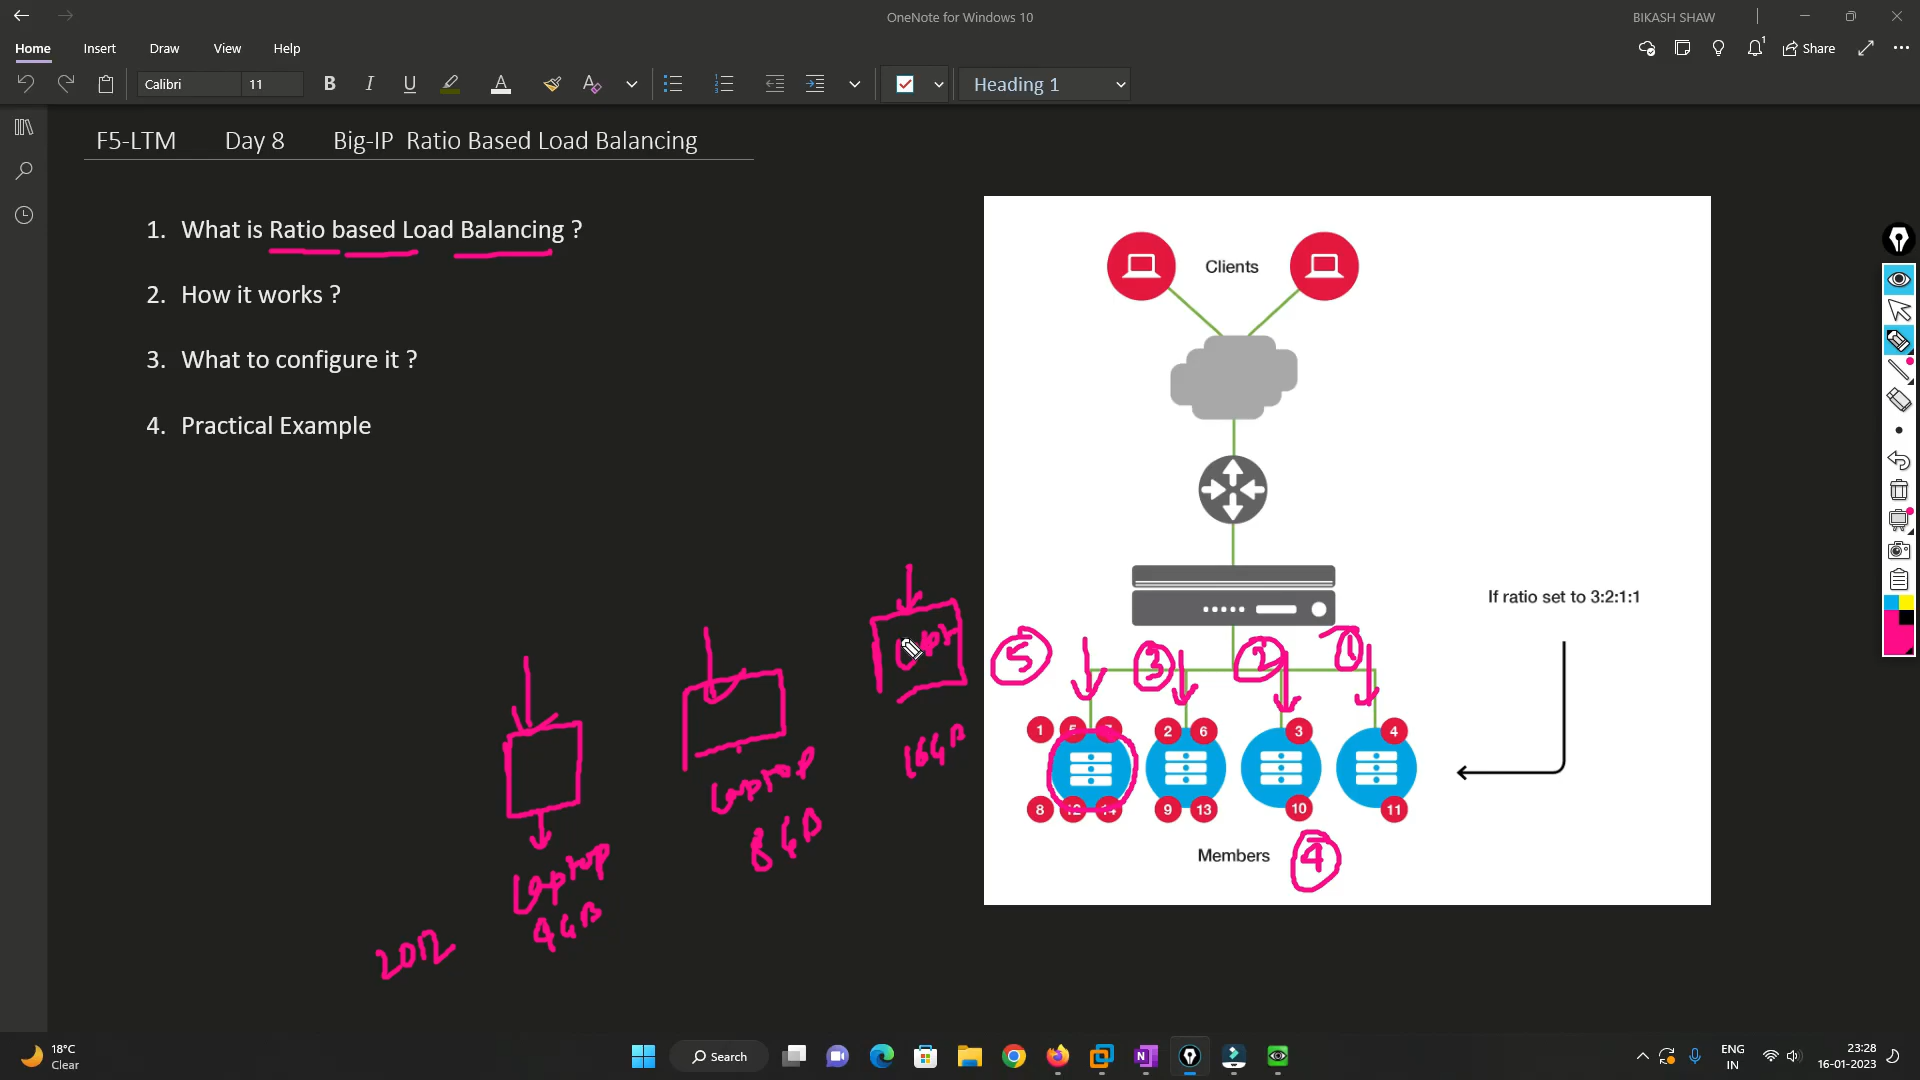 OneNote for Windows 10
BIKASH SHAW
Home Insert Draw View Help
1
Share
Calibri 11 B I U A A Heading 1
F5-LTM Day 8 Big-IP Ratio Based Load Balancing
1. What is Ratio based Load Balancing ?
2. How it works ?
3. What to configure it ?
4. Practical Example
Clients
If ratio set to 3:2:1:1
5 3 2 1
1 2 6 3 4
8 9 13 10 11
Members
4
16GB
Laptop
8GB
Laptop
4GB
2012
18°C
Clear
Search
ENG
IN
23:28
16-01-2023